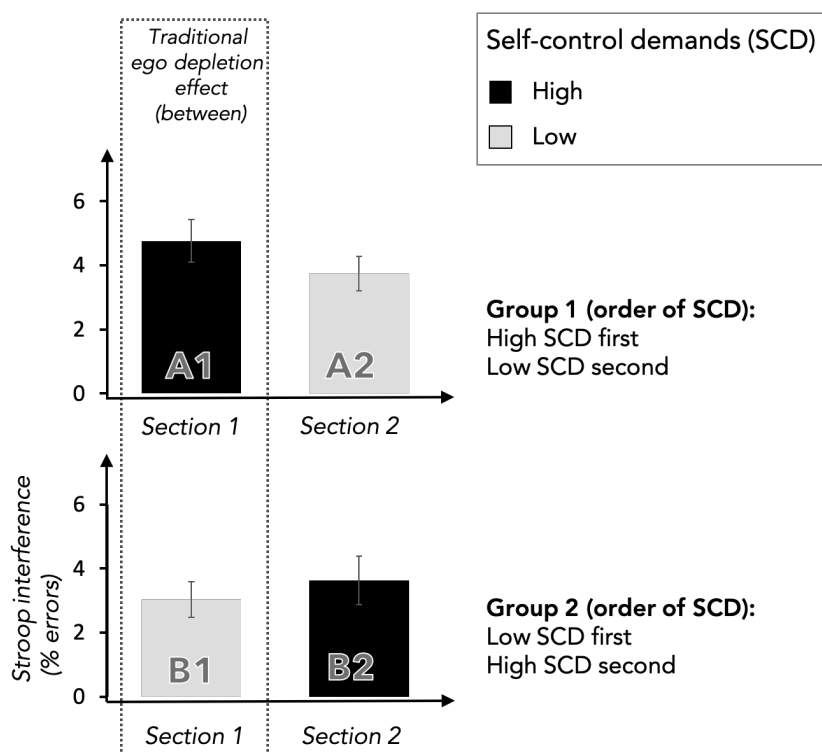 Traditional
ego depletion
effect
(between)
Self-control demands (SCD)
High
Low
6
4
2
0
A1
A2
Section 1
Section 2
Group 1 (order of SCD):
High SCD first
Low SCD second
Stroop interference
(% errors)
6
4
2
0
B1
B2
Section 1
Section 2
Group 2 (order of SCD):
Low SCD first
High SCD second